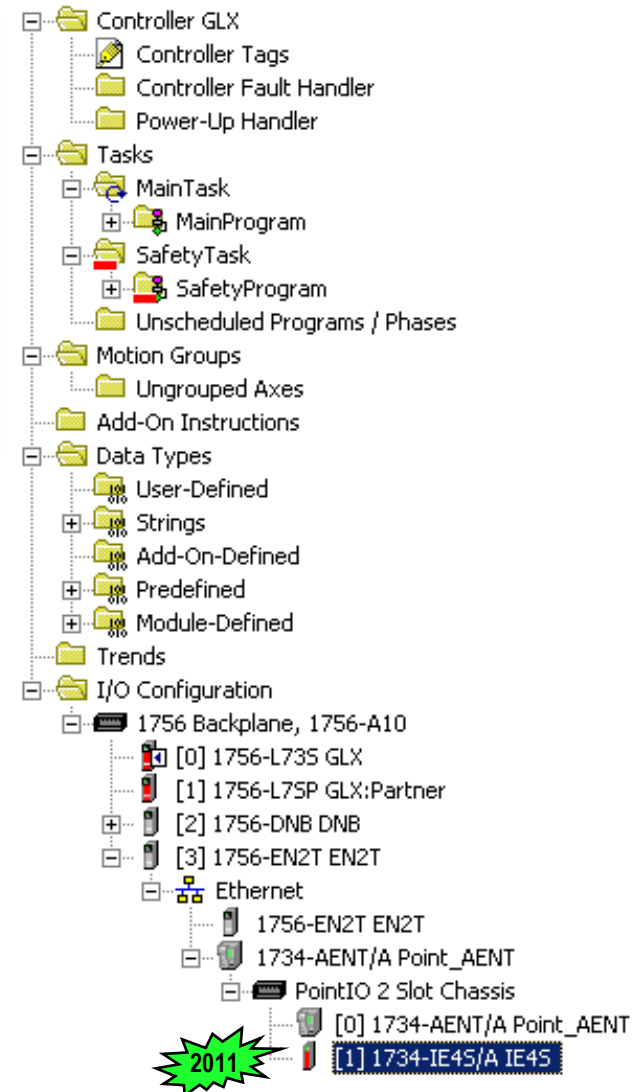 Controller GLX
Controller Tags
Controller Fault Handler
Power-Up Handler
Tasks
MainTask
MainProgram
SafetyTask
SafetyProgram
Unscheduled Programs / Phases
Motion Groups
Ungrouped Axes
Add-On Instructions
Data Types
User-Defined
Strings
Add-On-Defined
Predefined
Module-Defined
Trends
I/O Configuration
1756 Backplane, 1756-A10
[0] 1756-L73S GLX
[1] 1756-L7SP GLX:Partner
[2] 1756-DNB DNB
[3] 1756-EN2T EN2T
Ethernet
1756-EN2T EN2T
1734-AENT/A Point_AENT
PointIO 2 Slot Chassis
[0] 1734-AENT/A Point_AENT
2011 [1] 1734-IE4S/A IE4S